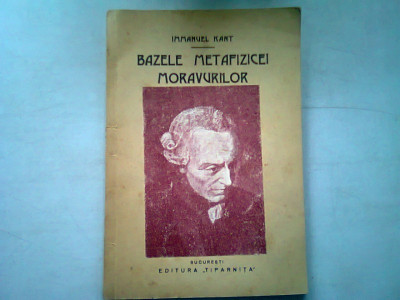 IMMANUEL KANT
BAZELE METAFIZICEI
MORAVURILOR
BUCUREȘTI
EDITURA „TIPARNIȚA"